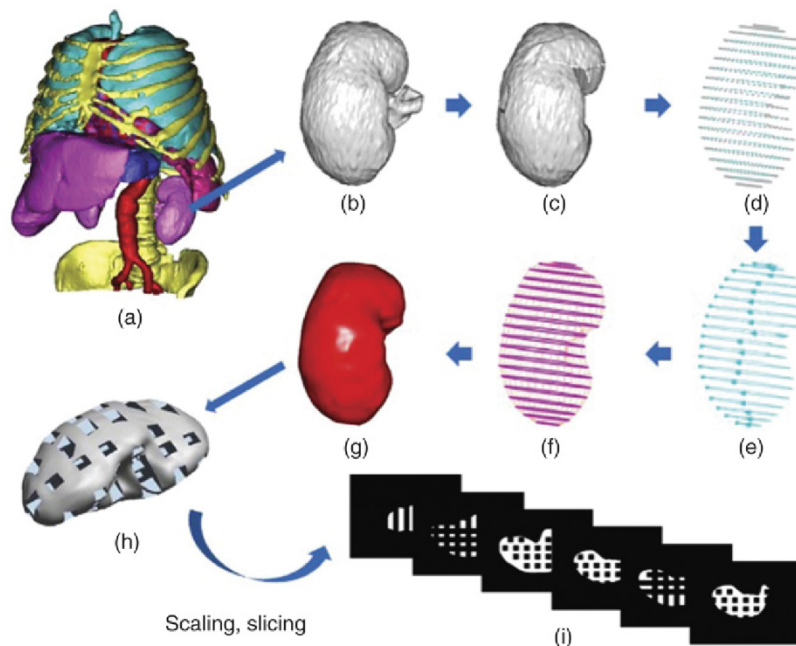 (b)
(c)
(d)
(a)
(g)
(f)
(e)
(h)
Scaling, slicing
(i)